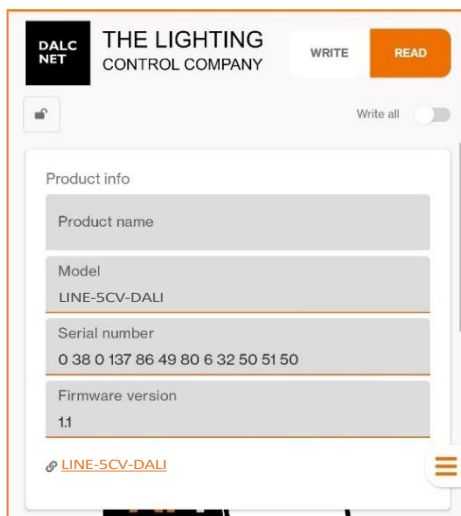 DALC
NET
THE LIGHTING
CONTROL COMPANY
WRITE
READ
Write all
Product info
Product name
Model
LINE-5CV-DALI
Serial number
0 38 0 137 86 49 80 6 32 50 51 50
Firmware version
1.1
LINE-5CV-DALI